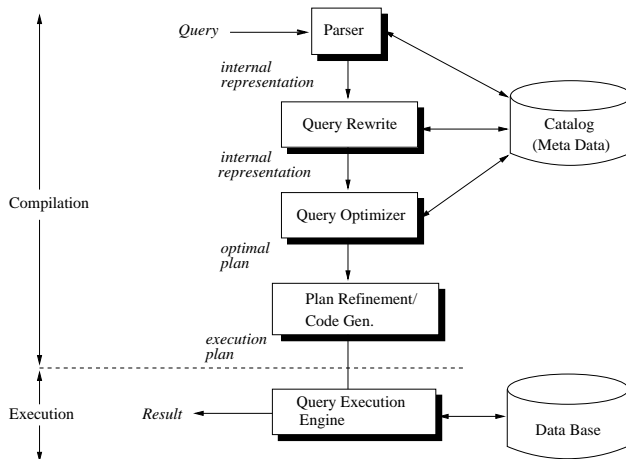 Query
Parser
internal
representation
Query Rewrite
Catalog
(Meta Data)
internal
representation
Compilation
Query Optimizer
optimal
plan
Plan Refinement/
Code Gen.
execution
plan
Execution
Result
Query Execution
Engine
Data Base